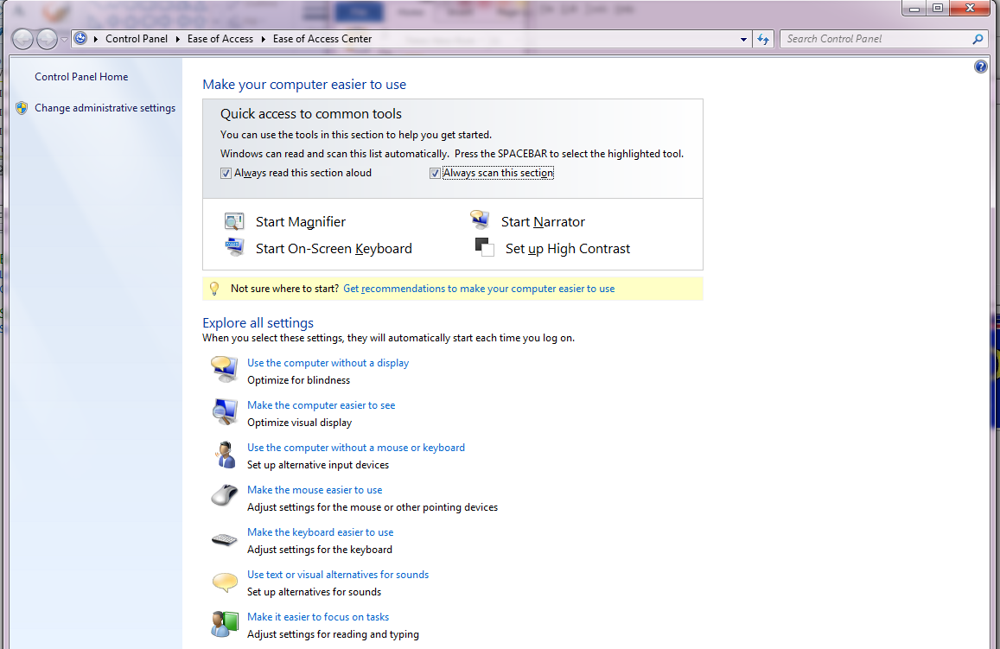 Control Panel Ease of Access Ease of Access Center
Search Control Panel
Control Panel Home
Change administrative settings
Make your computer easier to use
Quick access to common tools
You can use the tools in this section to help you get started.
Windows can read and scan this list automatically. Press the SPACEBAR to select the highlighted tool.
Always read this section aloud
Always scan this section
Start Magnifier
Start Narrator
Start On-Screen Keyboard
Set up High Contrast
Not sure where to start? Get recommendations to make your computer easier to use
Explore all settings
When you select these settings, they will automatically start each time you log on.
Use the computer without a display
Optimize for blindness
Make the computer easier to see
Optimize visual display
Use the computer without a mouse or keyboard
Set up alternative input devices
Make the mouse easier to use
Adjust settings for the mouse or other pointing devices
Make the keyboard easier to use
Adjust settings for the keyboard
Use text or visual alternatives for sounds
Set up alternatives for sounds
Make it easier to focus on tasks
Adjust settings for reading and typing